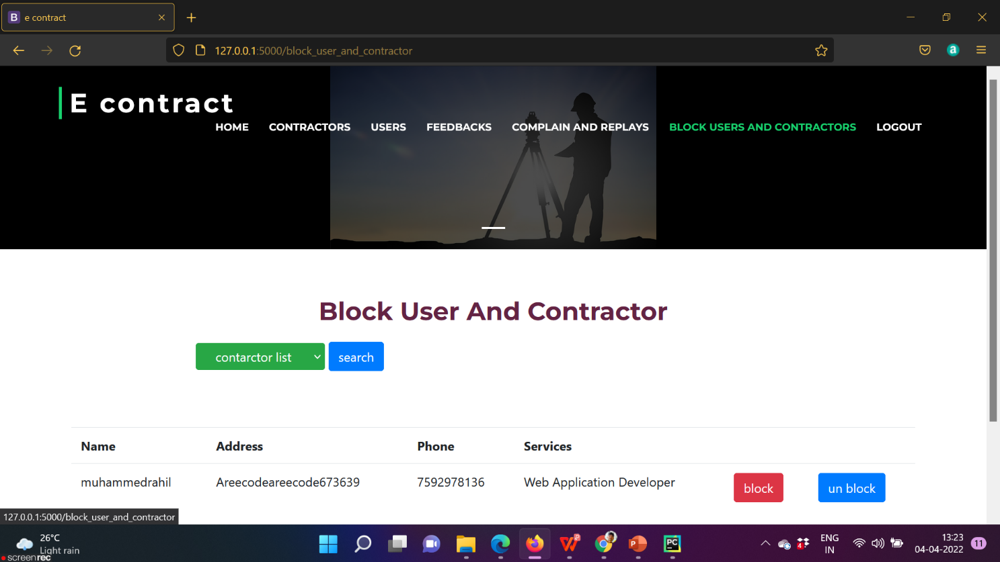 B e contract
127.0.0.1:5000/block_user_and_contractor
a
E contract
HOME CONTRACTORS USERS FEEDBACKS COMPLAIN AND REPLAYS BLOCK USERS AND CONTRACTORS LOGOUT
Block User And Contractor
contarctor list search
Name Address Phone Services
muhammedrahil Areecodeareecode673639 7592978136 Web Application Developer block un block
127.0.0.1:5000/block_user_and_contractor
26°C
Light rain
screenrec
W P PC
4
ENG
IN
13:23
04-04-2022
11